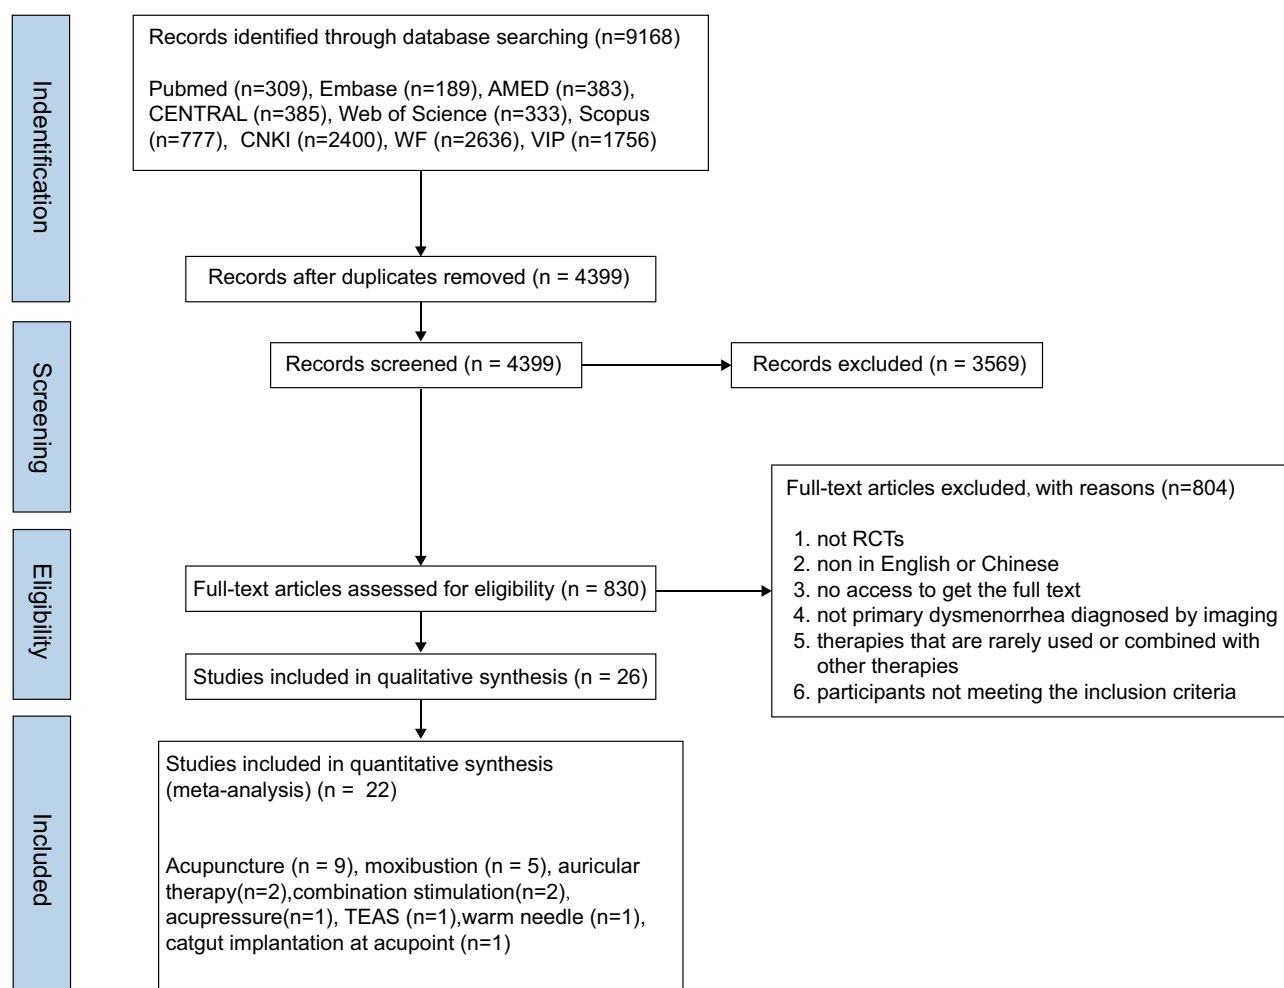 Indentification
Records identified through database searching (n=9168)
Pubmed (n=309), Embase (n=189), AMED (n=383),
CENTRAL (n=385), Web of Science (n=333), Scopus
(n=777),  CNKI (n=2400), WF (n=2636), VIP (n=1756)
Records after duplicates removed (n = 4399)
Screening
Records screened (n = 4399)
Records excluded (n = 3569)
Eligibility
Full-text articles assessed for eligibility (n = 830)
Full-text articles excluded, with reasons (n=804)
1. not RCTs
2. non in English or Chinese
3. no access to get the full text
4. not primary dysmenorrhea diagnosed by imaging
5. therapies that are rarely used or combined with
other therapies
6. participants not meeting the inclusion criteria
Studies included in qualitative synthesis (n = 26)
Included
Studies included in quantitative synthesis
(meta-analysis) (n =  22)
Acupuncture (n = 9), moxibustion (n = 5), auricular
therapy(n=2),combination stimulation(n=2),
acupressure(n=1), TEAS (n=1),warm needle (n=1),
catgut implantation at acupoint (n=1)